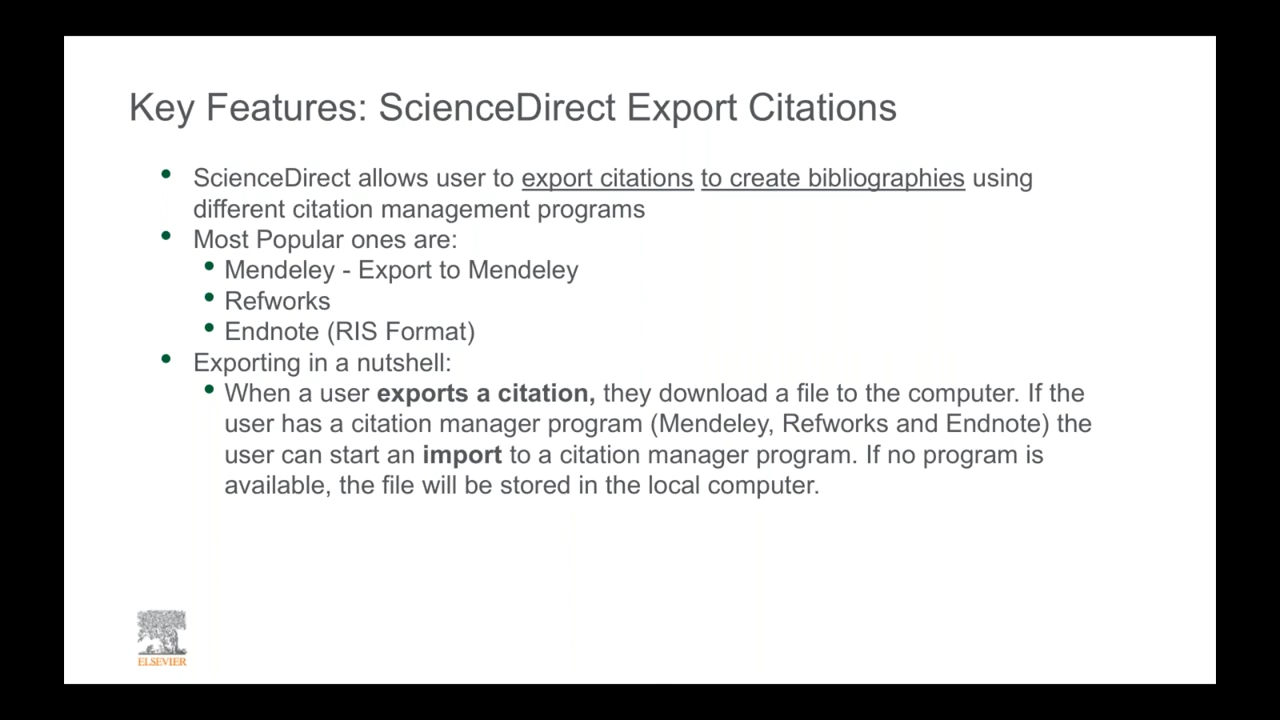 Key Features: ScienceDirect Export Citations
• ScienceDirect allows user to export citations to create bibliographies using
different citation management programs
• Most Popular ones are:
• Mendeley - Export to Mendeley
• Refworks
• Endnote (RIS Format)
• Exporting in a nutshell:
• When a user exports a citation, they download a file to the computer. If the
user has a citation manager program (Mendeley, Refworks and Endnote) the
user can start an import to a citation manager program. If no program is
available, the file will be stored in the local computer.
ELSEVIER